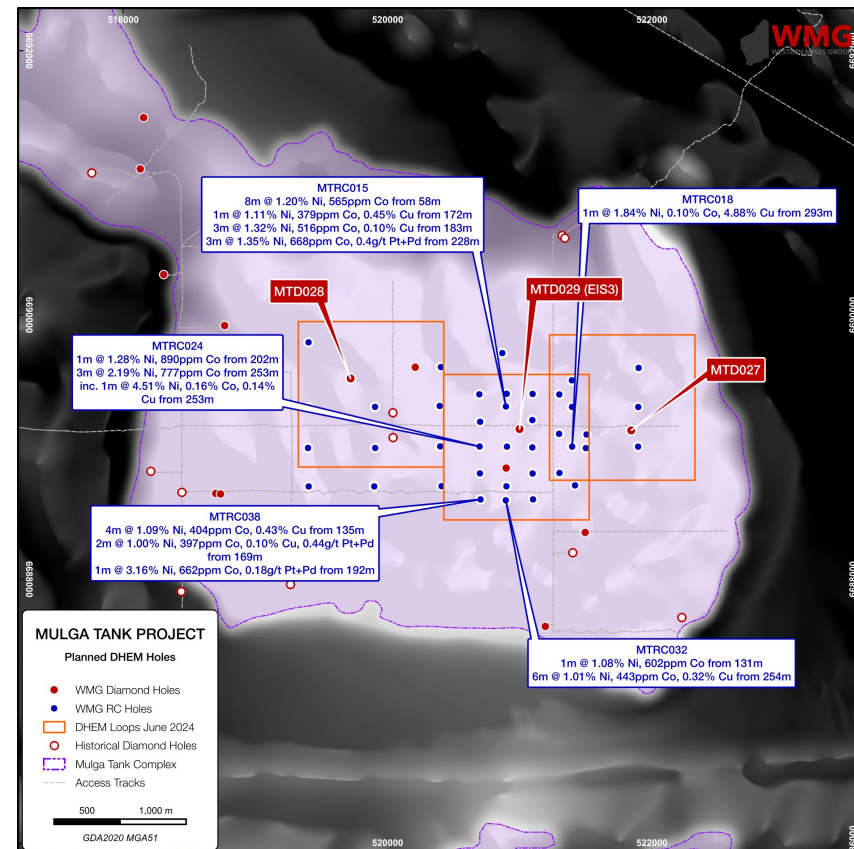 518000
520000
522000
6692000
6692000
WMG
WESTERN MINES GROUP
MTRC015
8m @ 1.20% Ni, 565ppm Co from 58m
1m @ 1.11% Ni, 379ppm Co, 0.45% Cu from 172m
3m @ 1.32% Ni, 516ppm Co, 0.10% Cu from 183m
3m @ 1.35% Ni, 668ppm Co, 0.4g/t Pt+Pd from 228m
MTRC018
1m @ 1.84% Ni, 0.10% Co, 4.88% Cu from 293m
MTD028
MTD029 (EIS3)
6690000
6690000
MTRC024
1m @ 1.28% Ni, 890ppm Co from 202m
3m @ 2.19% Ni, 777ppm Co from 253m
inc. 1m @ 4.51% Ni, 0.16% Co, 0.14%
Cu from 253m
MTD027
MTRC038
4m @ 1.09% Ni, 404ppm Co, 0.43% Cu from 135m
2m @ 1.00% Ni, 397ppm Co, 0.10% Cu, 0.44g/t Pt+Pd
from 169m
1m @ 3.16% Ni, 662ppm Co, 0.18g/t Pt+Pd from 192m
6688000
6688000
MTRC032
1m @ 1.08% Ni, 602ppm Co from 131m
6m @ 1.01% Ni, 443ppm Co, 0.32% Cu from 254m
MULGA TANK PROJECT
Planned DHEM Holes
WMG Diamond Holes
WMG RC Holes
DHEM Loops June 2024
Historical Diamond Holes
Mulga Tank Complex
Access Tracks
500
1,000 m
GDA2020 MGA51
520000
522000